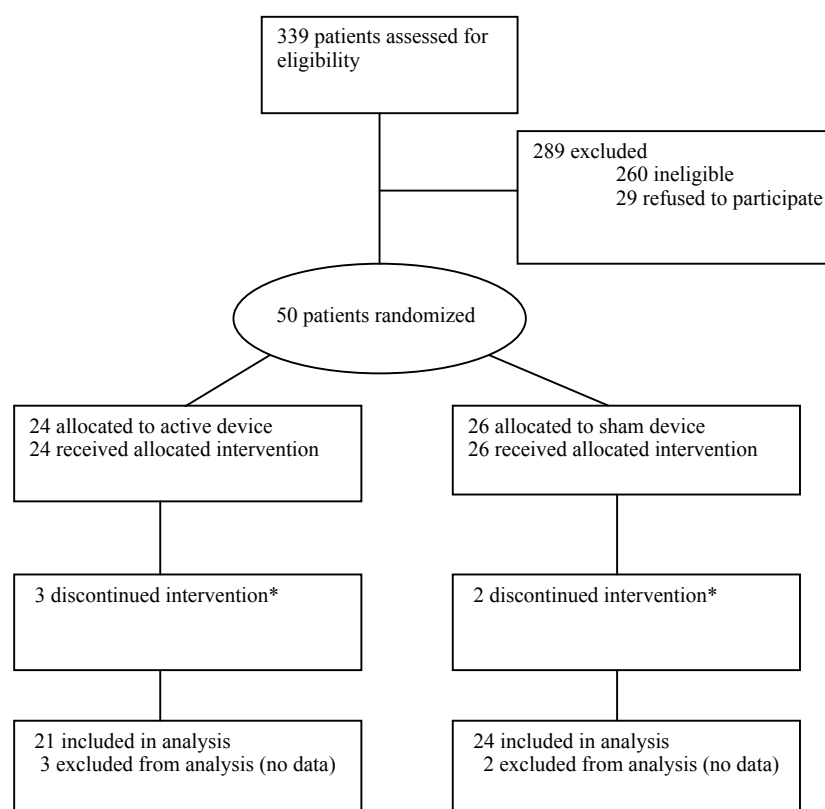 339 patients assessed for
eligibility
289 excluded
260 ineligible
29 refused to participate
50 patients randomized
24 allocated to active device
24 received allocated intervention
26 allocated to sham device
26 received allocated intervention
3 discontinued intervention*
2 discontinued intervention*
21 included in analysis
3 excluded from analysis (no data)
24 included in analysis
2 excluded from analysis (no data)